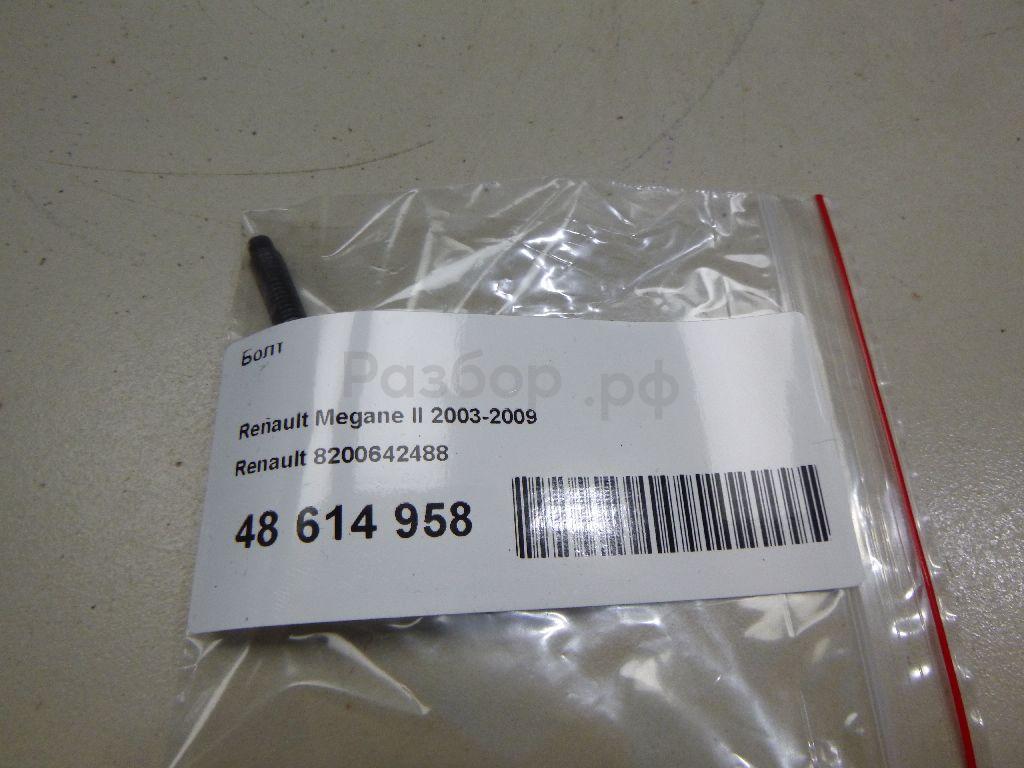 Болт
Разбор.рф
Renault Megane II 2003-2009
Renault 8200642488
48 614 958